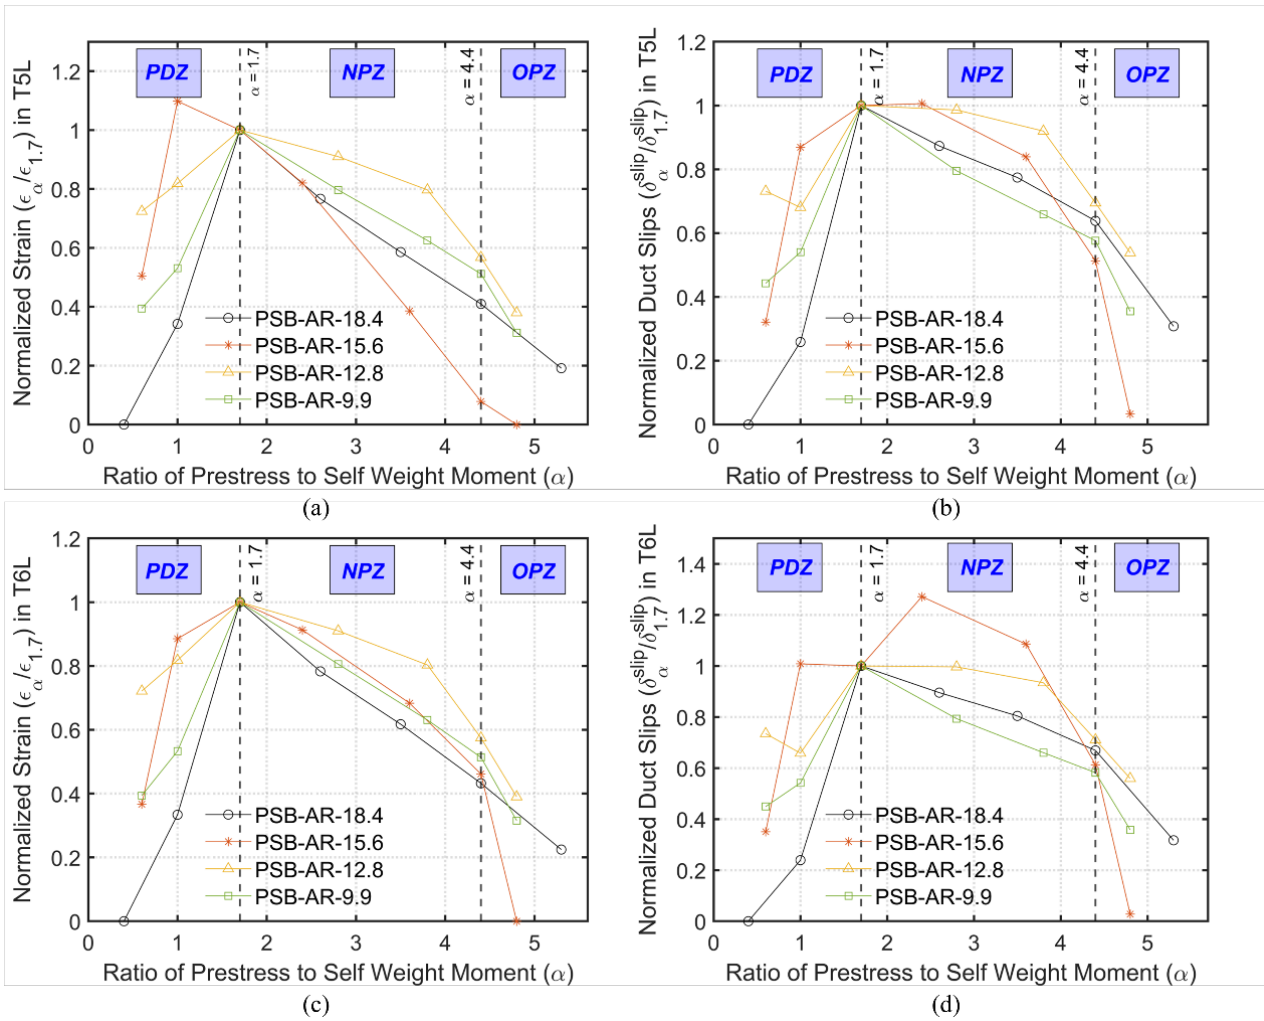 Normalized Strain (ϵα/ϵ1.7) in T5L
1.2
1
0.8
0.6
0.4
0.2
0
PDZ
α = 1.7
NPZ
α = 4.4
OPZ
PSB-AR-18.4
PSB-AR-15.6
PSB-AR-12.8
PSB-AR-9.9
0 1 2 3 4 5
Ratio of Prestress to Self Weight Moment (α)
(a)
Normalized Duct Slips (δα^slip/δ1.7^slip) in T5L
1.2
1
0.8
0.6
0.4
0.2
0
PDZ
α = 1.7
NPZ
α = 4.4
OPZ
PSB-AR-18.4
PSB-AR-15.6
PSB-AR-12.8
PSB-AR-9.9
0 1 2 3 4 5
Ratio of Prestress to Self Weight Moment (α)
(b)
Normalized Strain (ϵα/ϵ1.7) in T6L
1.2
1
0.8
0.6
0.4
0.2
0
PDZ
α = 1.7
NPZ
α = 4.4
OPZ
PSB-AR-18.4
PSB-AR-15.6
PSB-AR-12.8
PSB-AR-9.9
0 1 2 3 4 5
Ratio of Prestress to Self Weight Moment (α)
(c)
Normalized Duct Slips (δα^slip/δ1.7^slip) in T6L
1.4
1.2
1
0.8
0.6
0.4
0.2
0
PDZ
α = 1.7
NPZ
α = 4.4
OPZ
PSB-AR-18.4
PSB-AR-15.6
PSB-AR-12.8
PSB-AR-9.9
0 1 2 3 4 5
Ratio of Prestress to Self Weight Moment (α)
(d)